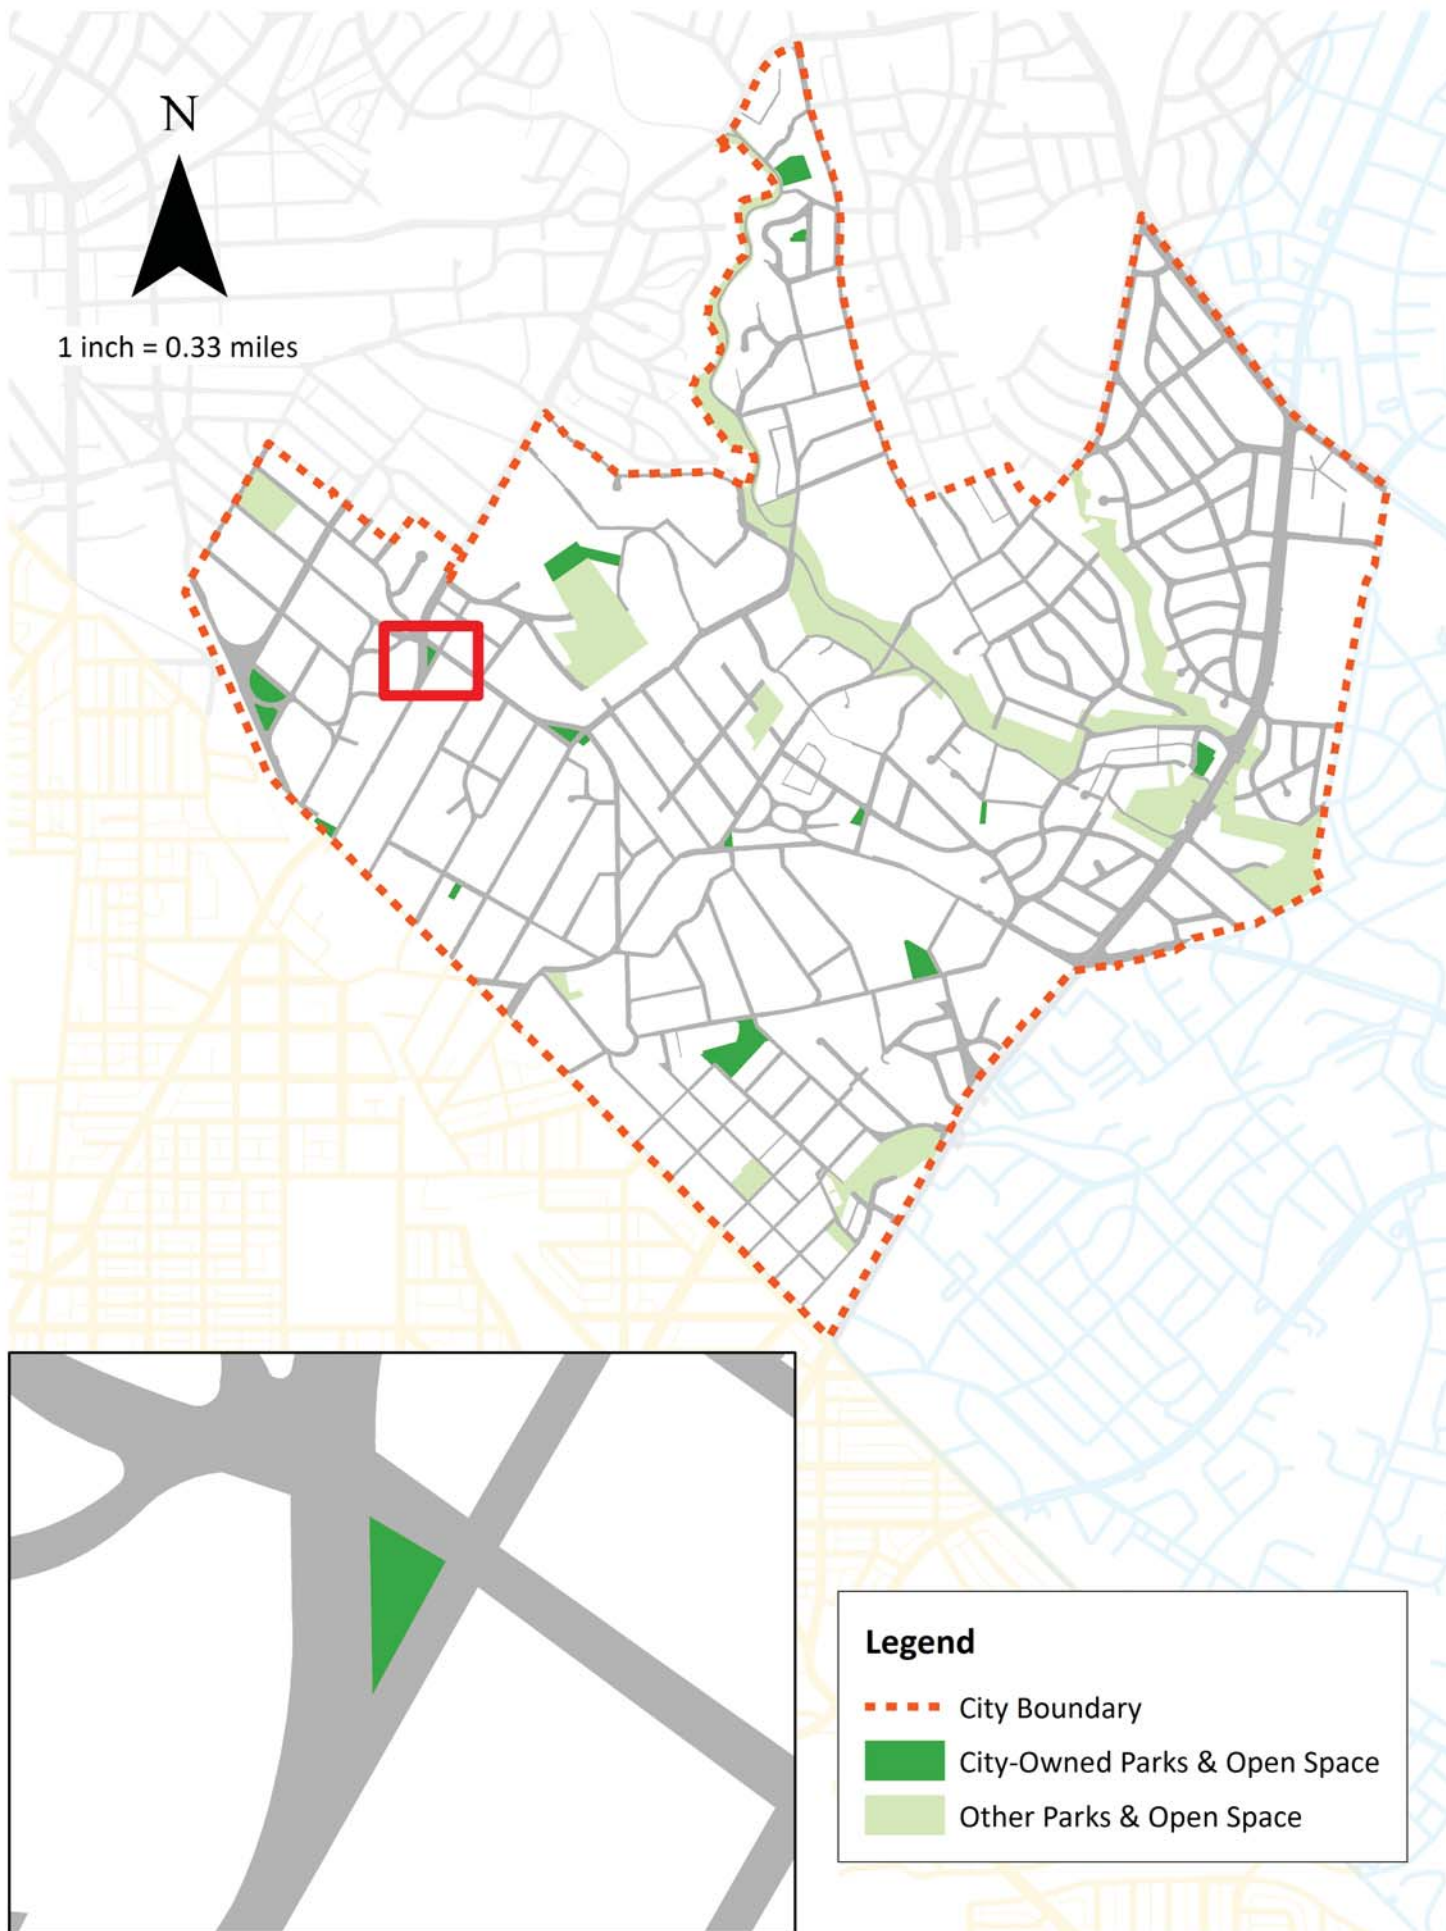 N
1 inch = 0.33 miles
Legend
City Boundary
City-Owned Parks & Open Space
Other Parks & Open Space